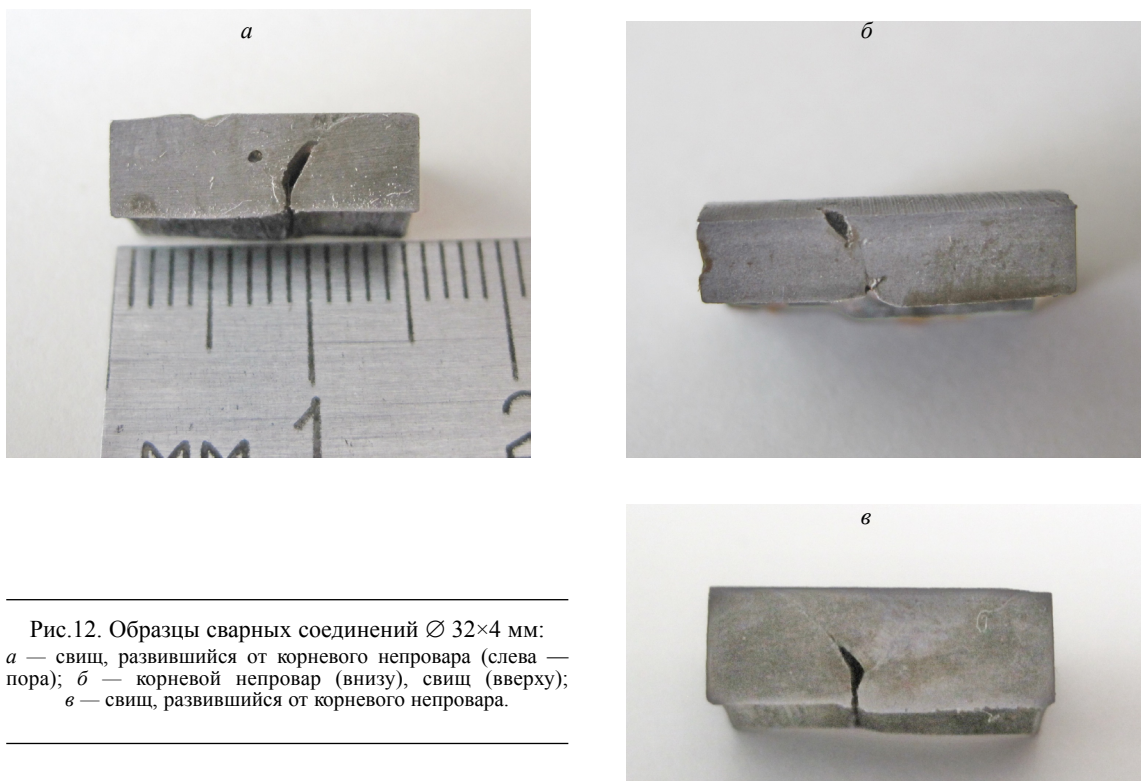 а
б
мм 1 2
в
Рис.12. Образцы сварных соединений ∅ 32×4 мм:
а — свищ, развившийся от корневого непровара (слева —
пора); б — корневой непровар (внизу), свищ (вверху);
в — свищ, развившийся от корневого непровара.